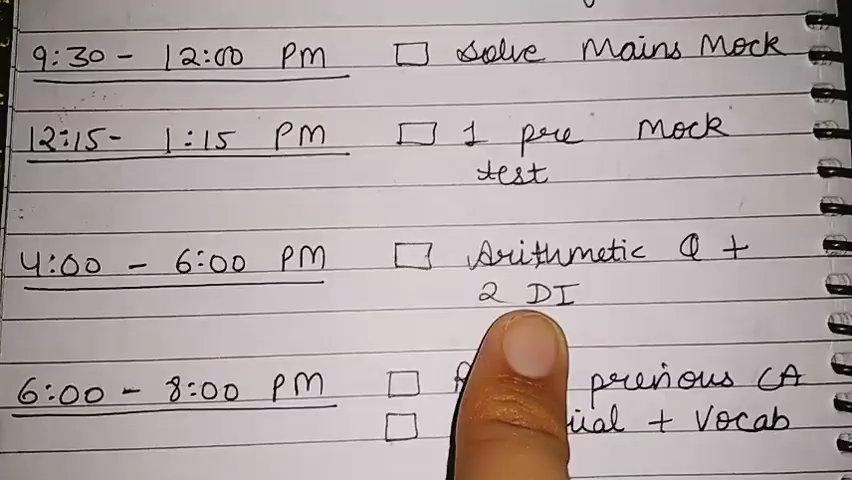 9:30 - 12:00 PM □ Solve Mains Mock
12:15- 1:15 PM □ 1 pre Mock
test
4:00 - 6:00 PM □ Arithmetic Q +
2 DI
6:00 - 8:00 PM □ previous CA
□ + Vocab